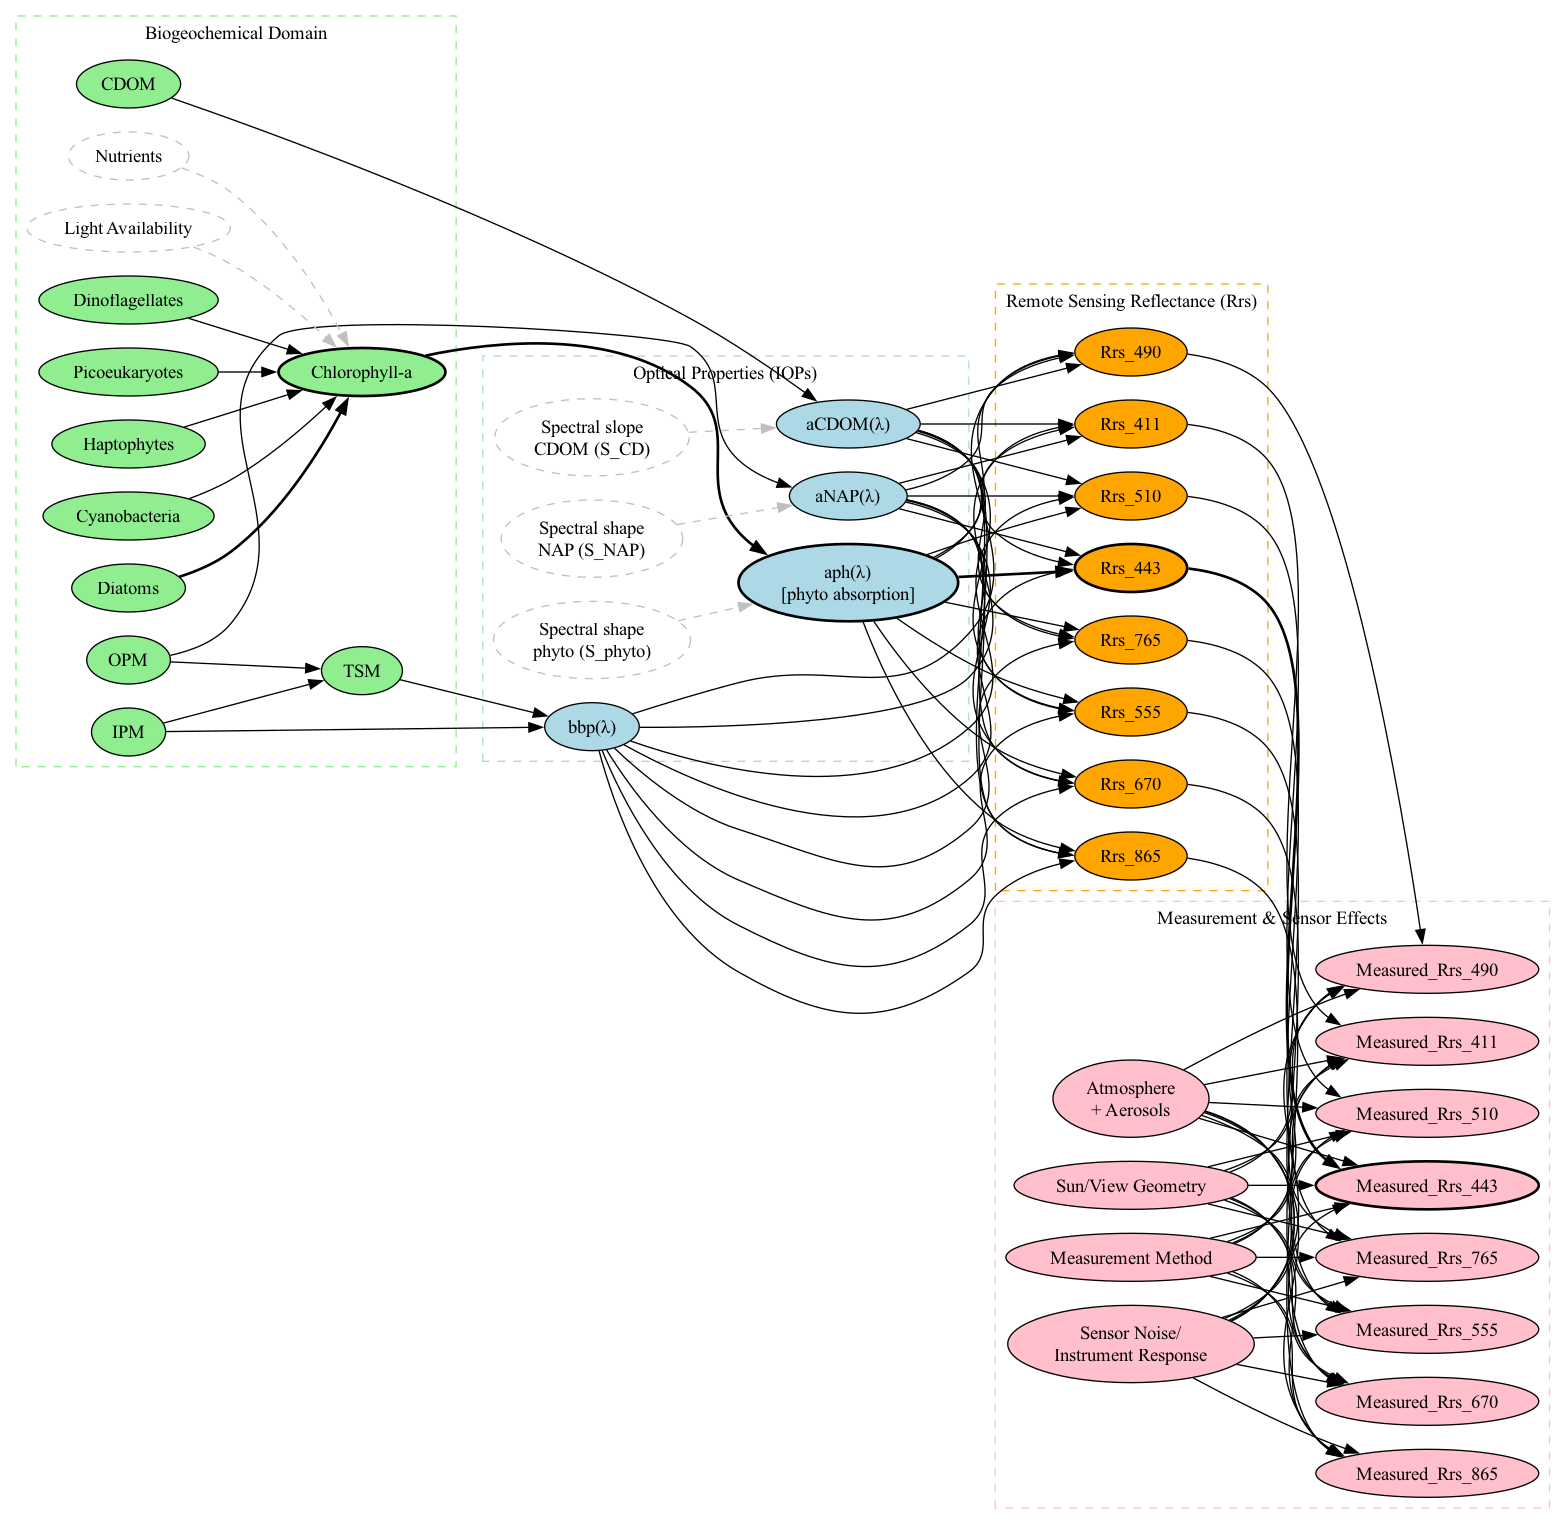 Biogeochemical Domain
CDOM
Nutrients
Light Availability
Dinoflagellates
Picoeukaryotes
Haptophytes
Cyanobacteria
Diatoms
OPM
IPM
Chlorophyll-a
TSM
Optical Properties (IOPs)
Spectral slope
CDOM (S_CD)
Spectral shape
NAP (S_NAP)
Spectral shape
phyto (S_phyto)
bbp(λ)
aCDOM(λ)
aNAP(λ)
aph(λ)
[phyto absorption]
Remote Sensing Reflectance (Rrs)
Rrs_490
Rrs_411
Rrs_510
Rrs_443
Rrs_765
Rrs_555
Rrs_670
Rrs_865
Measurement & Sensor Effects
Atmosphere
+ Aerosols
Sun/View Geometry
Measurement Method
Sensor Noise/
Instrument Response
Measured_Rrs_490
Measured_Rrs_411
Measured_Rrs_510
Measured_Rrs_443
Measured_Rrs_765
Measured_Rrs_555
Measured_Rrs_670
Measured_Rrs_865